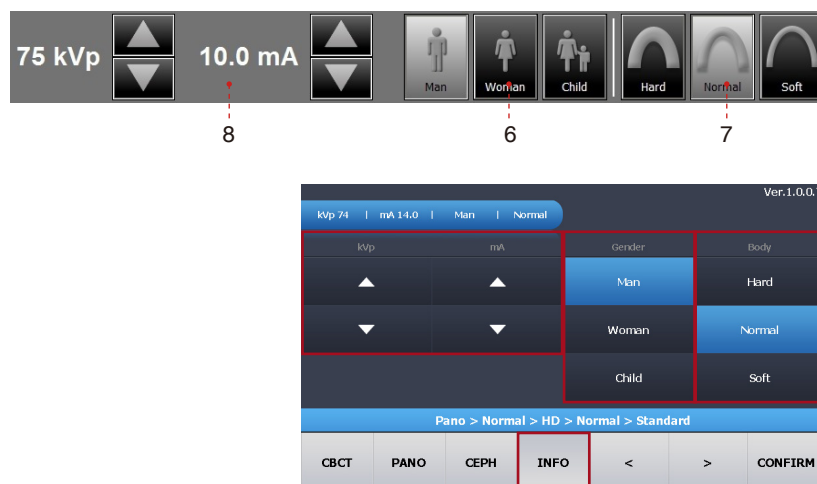 75 kVp 10.0 mA
Man Woman Child Hard Normal Soft
8 6 7
Ver.1.0.0.
kVp 74 | mA 14.0 | Man | Normal
kVp mA Gender Body
Man Hard
Woman Normal
Child Soft
Pano > Normal > HD > Normal > Standard
CBCT PANO CEPH INFO < > CONFIRM